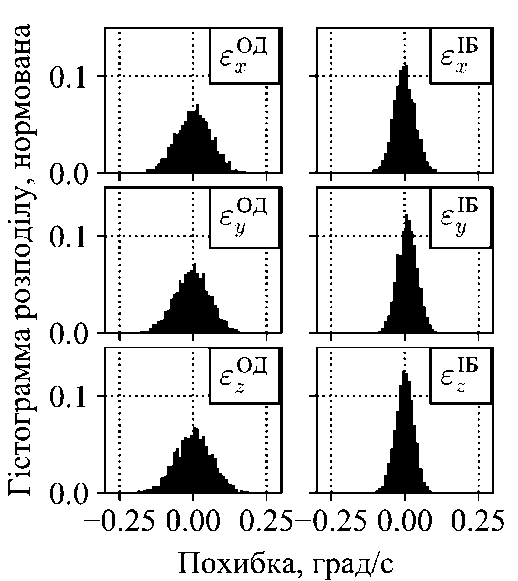 Гістограмма розподілу, нормована
0.1
0.0
ε_x^ОД
ε_x^ІБ
0.1
0.0
ε_y^ОД
ε_y^ІБ
0.1
0.0
ε_z^ОД
ε_z^ІБ
−0.25 0.00 0.25 −0.25 0.00 0.25
Похибка, град/с